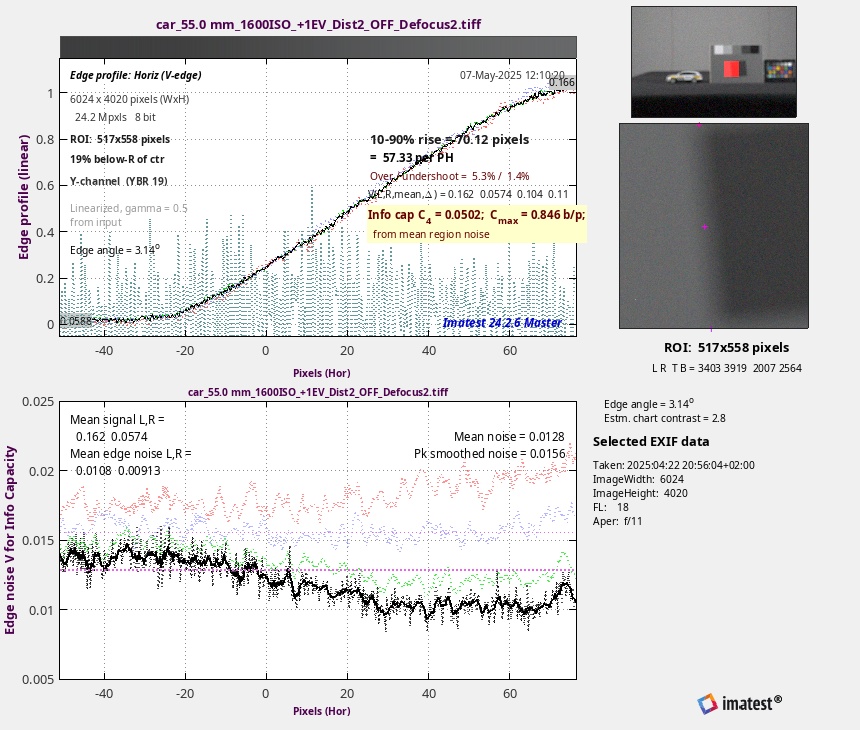 car_55.0 mm_1600ISO_+1EV_Dist2_OFF_Defocus2.tiff
Edge profile: Horiz (V-edge)
07-May-2025 12:10:20
0.166
6024 x 4020 pixels (WxH)
24.2 Mpxls 8 bit
ROI: 517x558 pixels
10-90% rise = 70.12 pixels
19% below-R of ctr
= 57.33 per PH
Over-, undershoot = 5.3% / 1.4%
Y-channel (YBR 19)
V(L,R,mean,Δ) = 0.162 0.0574 0.104 0.11
Linearized, gamma = 0.5
from input
Info cap C4 = 0.0502; Cmax = 0.846 b/p;
from mean region noise
Edge angle = 3.14o
0.0588
Imatest 24.2.6 Master
Edge profile (linear)
1
0.8
0.6
0.4
0.2
0
-40 -20 0 20 40 60
Pixels (Hor)
ROI: 517x558 pixels
L R T B = 3403 3919 2007 2564
car_55.0 mm_1600ISO_+1EV_Dist2_OFF_Defocus2.tiff
Mean signal L,R =
0.162 0.0574
Mean edge noise L,R =
0.0108 0.00913
Mean noise = 0.0128
Pk smoothed noise = 0.0156
Edge noise V for Info Capacity
0.025
0.02
0.015
0.01
0.005
-40 -20 0 20 40 60
Pixels (Hor)
Edge angle = 3.14o
Estm. chart contrast = 2.8
Selected EXIF data
Taken: 2025:04:22 20:56:04+02:00
ImageWidth: 6024
ImageHeight: 4020
FL: 18
Aper: f/11
imatest®